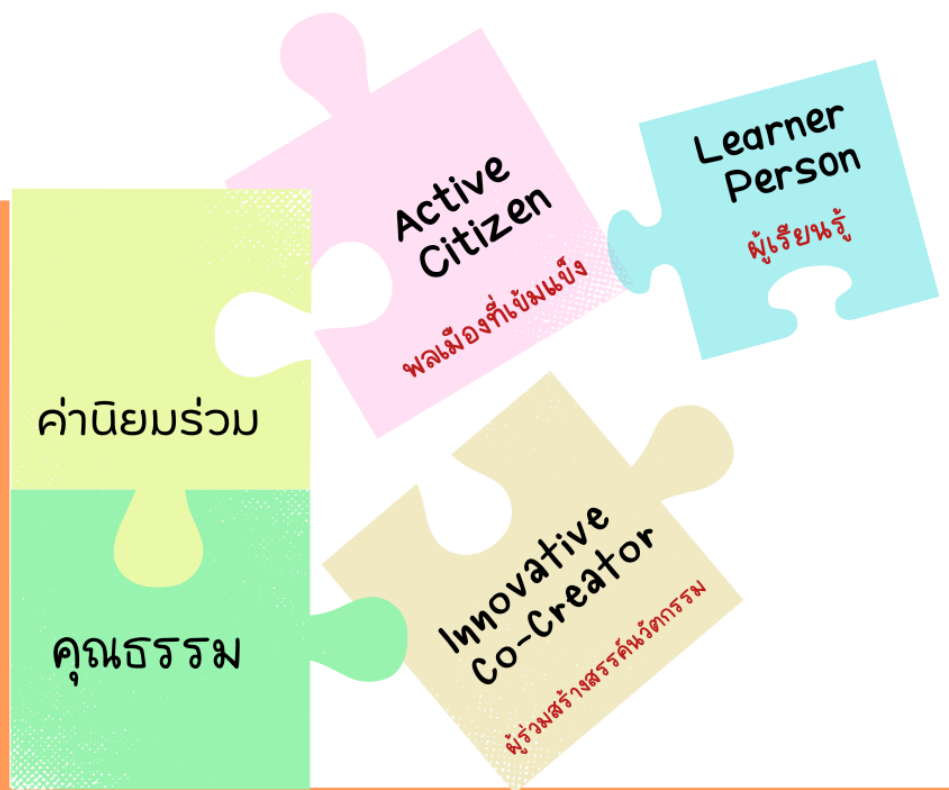 Active
Citizen
พลเมืองที่เข้มแข็ง
Learner
Person
ผู้เรียนรู้
ค่านิยมร่วม
คุณธรรม
Innovative
Co-Creator
ผู้ร่วมสร้างสรรค์นวัตกรรม